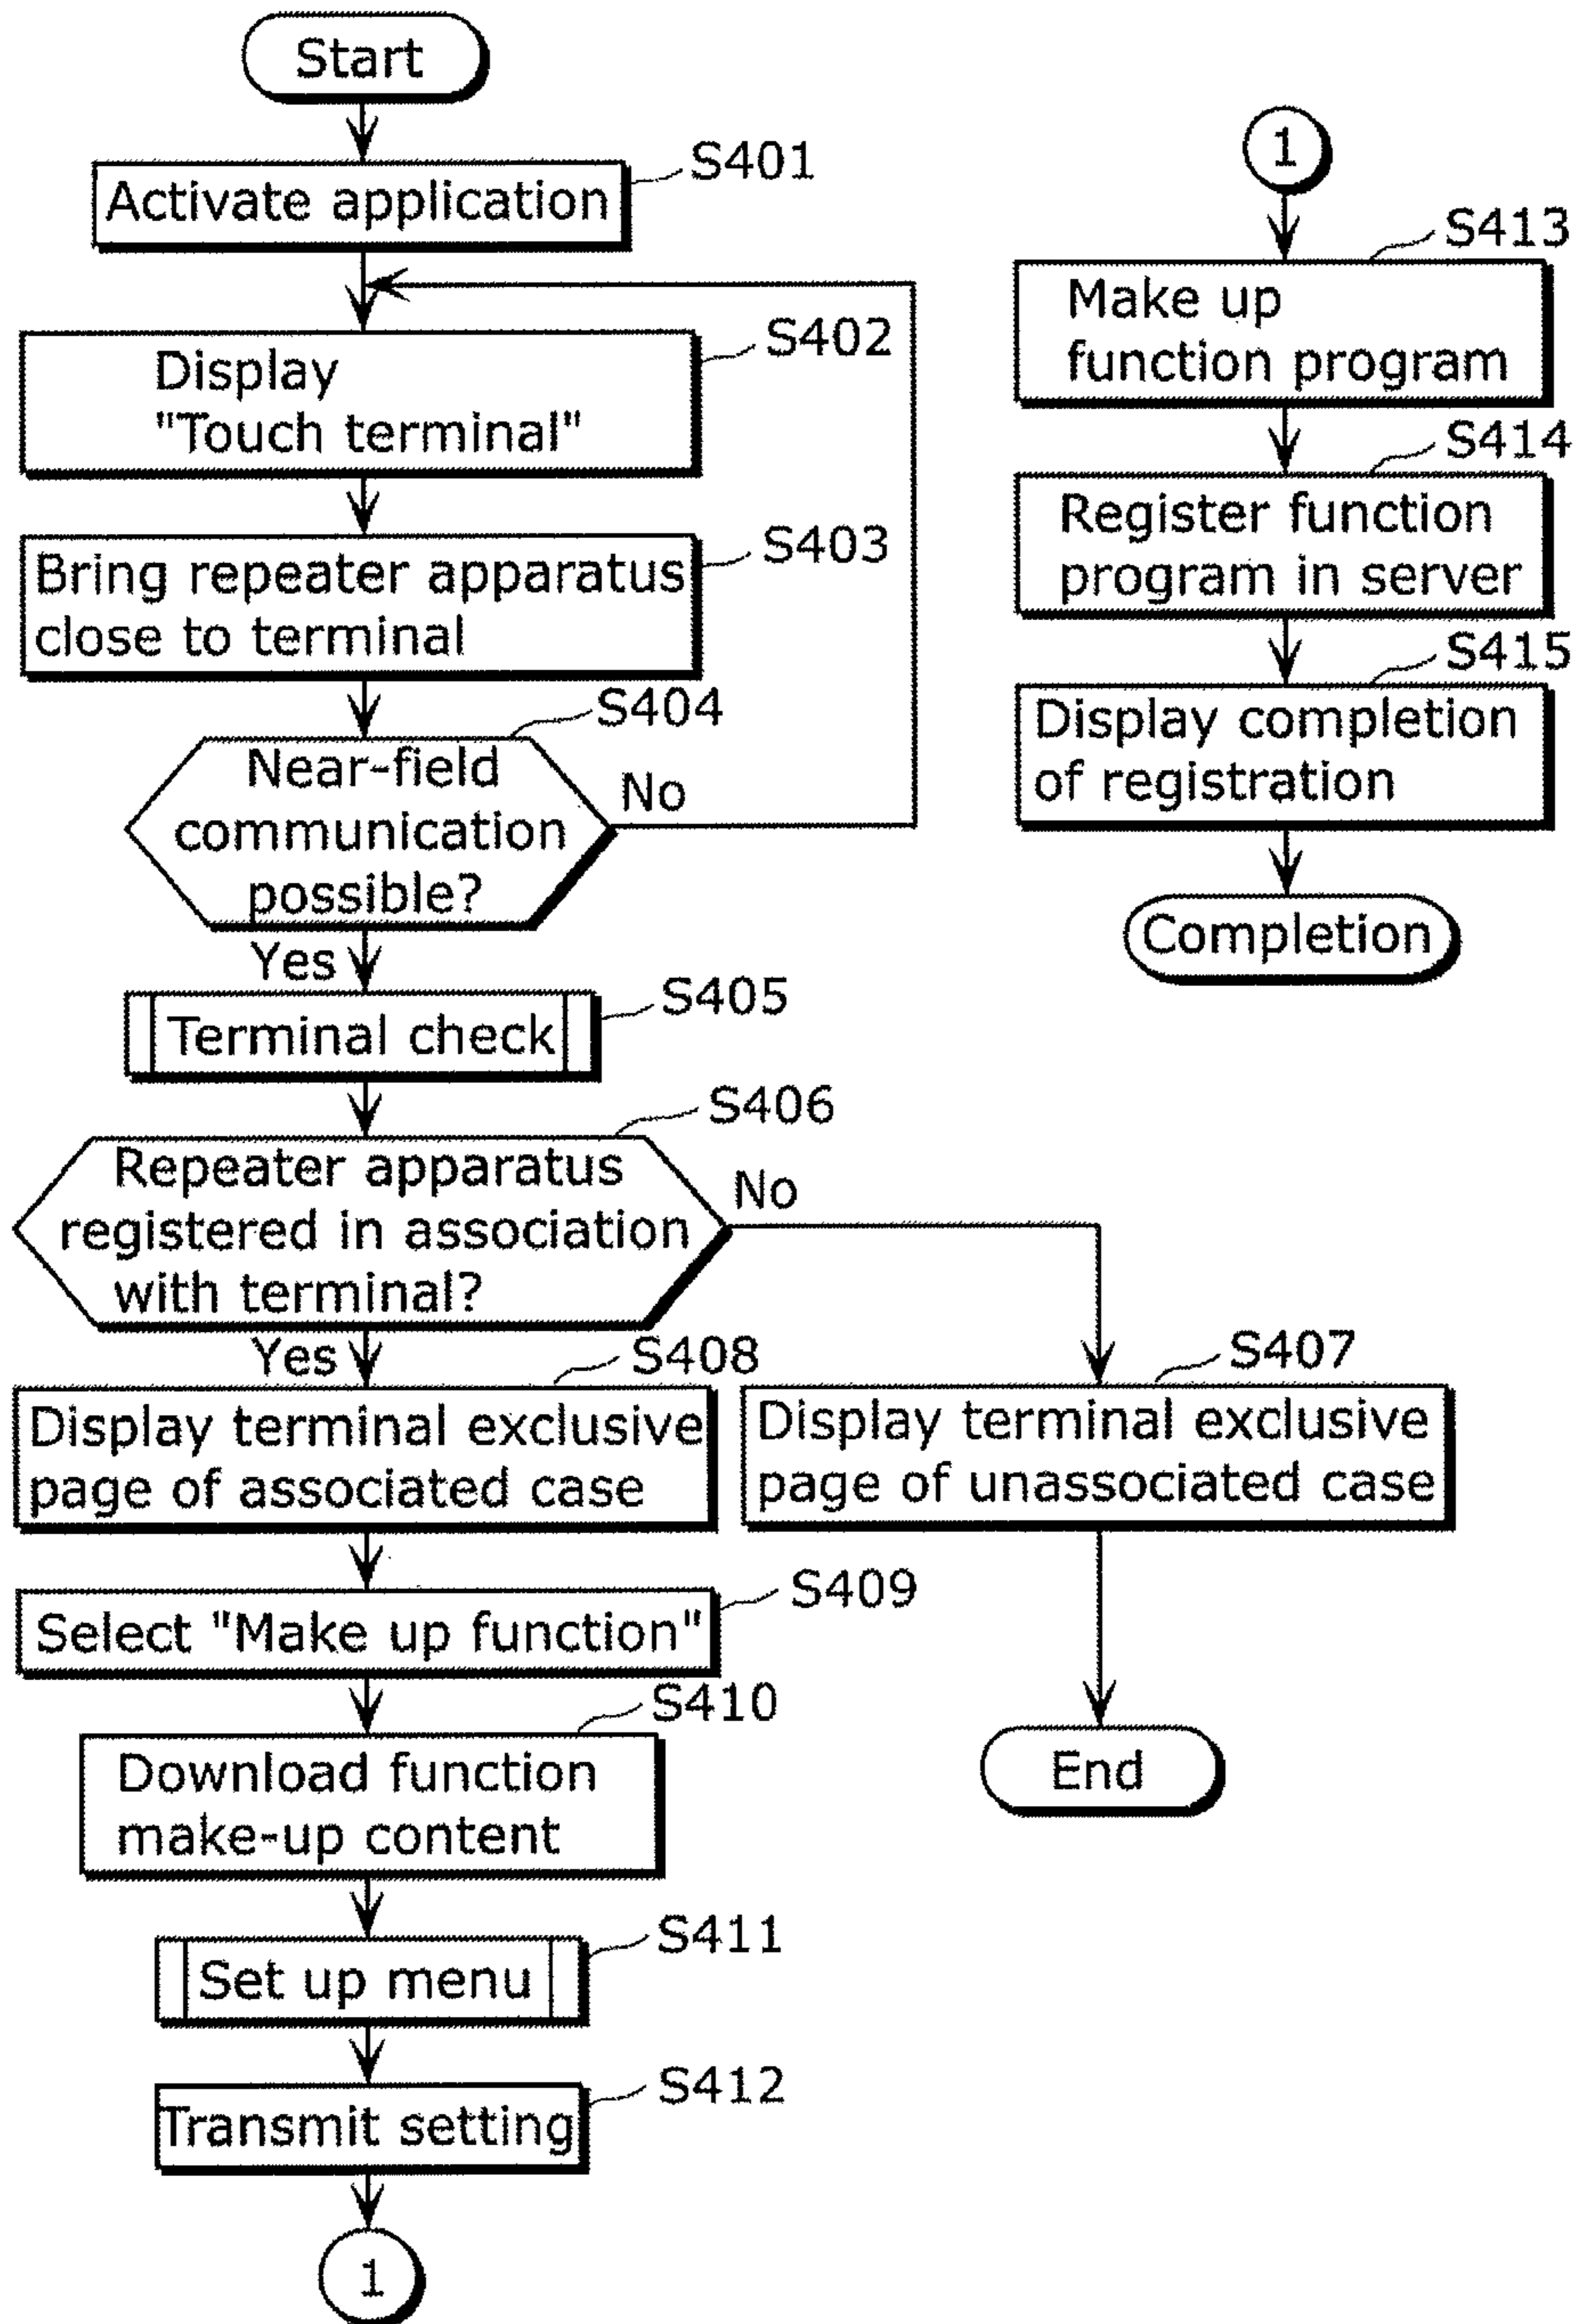 Start
S401
Activate application
S402
Display
"Touch terminal"
S403
Bring repeater apparatus
close to terminal
S404
Near-field
communication
possible?
No
Yes
S405
Terminal check
S406
Repeater apparatus
registered in association
with terminal?
No
Yes
S408
Display terminal exclusive
page of associated case
S407
Display terminal exclusive
page of unassociated case
End
S409
Select "Make up function"
S410
Download function
make-up content
S411
Set up menu
S412
Transmit setting
1
1
S413
Make up
function program
S414
Register function
program in server
S415
Display completion
of registration
Completion